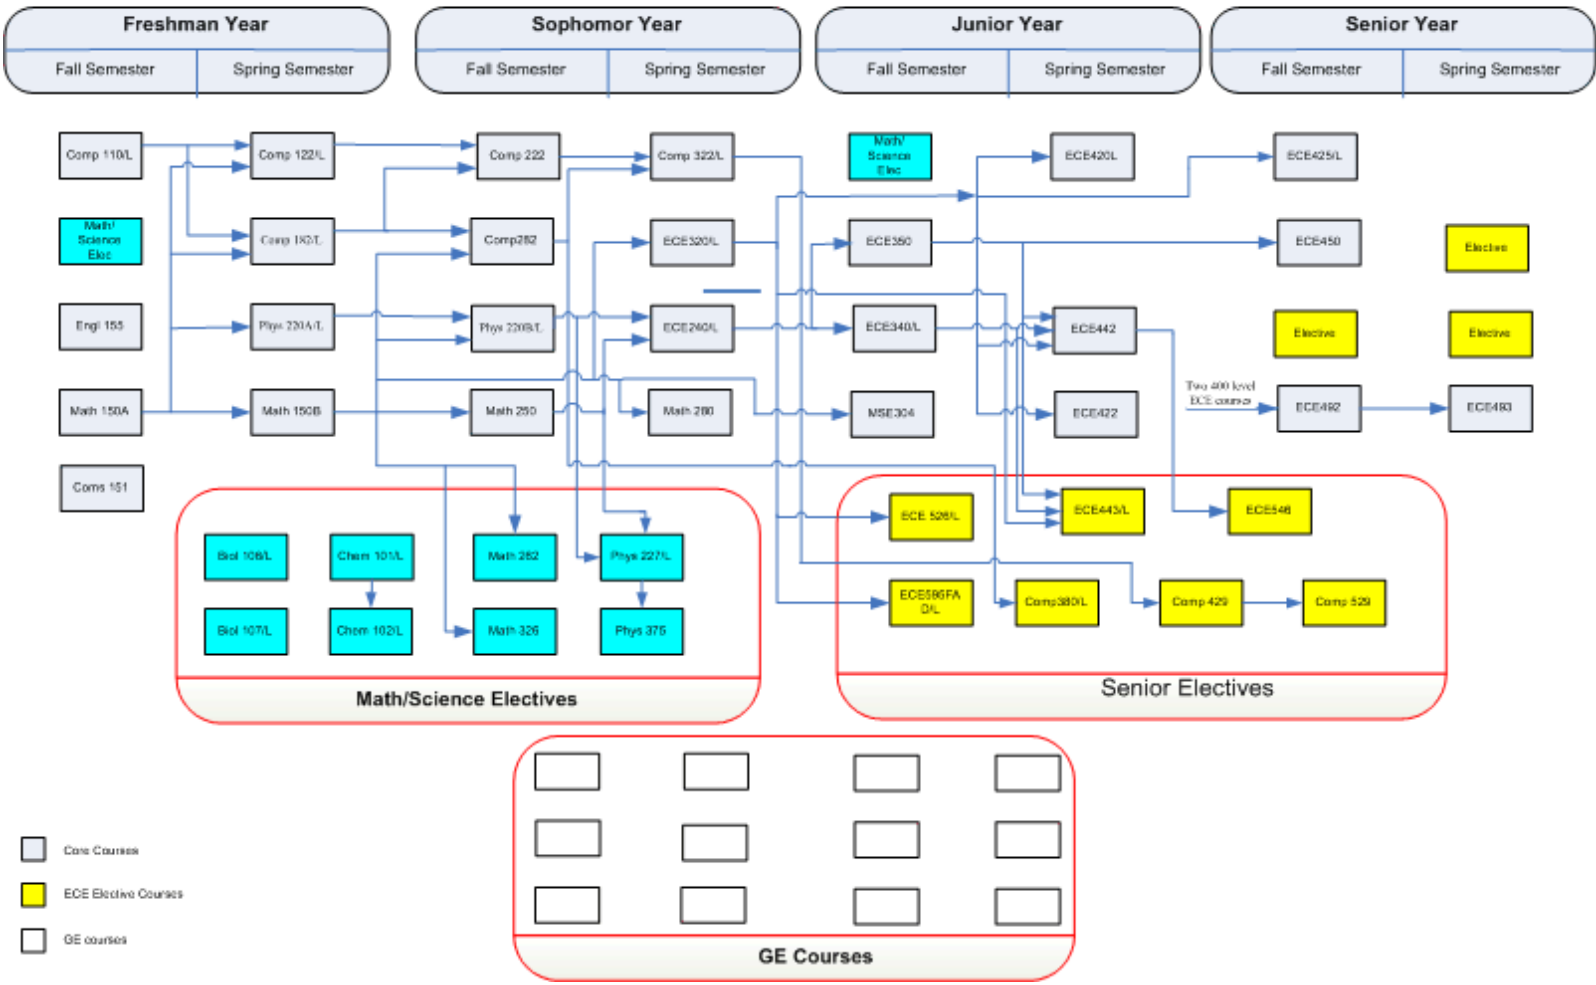 Freshman Year
Sophomor Year
Junior Year
Senior Year
Fall Semester
Spring Semester
Fall Semester
Spring Semester
Fall Semester
Spring Semester
Fall Semester
Spring Semester
Comp 110/L
Comp 122/L
Comp 222
Comp 322/L
Math/
Science
Elec
ECE420L
ECE425/L
Math/
Science
Elec
Comp 182/L
Comp282
ECE320/L
ECE350
ECE450
Elective
Engl 155
Phys 220A/L
Phys 220B/L
ECE240/L
ECE340/L
ECE442
Elective
Elective
Math 150A
Math 150B
Math 250
Math 280
MSE304
ECE422
Two 400 level
ECE courses
ECE492
ECE493
Coms 151
Biol 106/L
Chem 101/L
Math 262
Phys 227/L
Biol 107/L
Chem 102/L
Math 326
Phys 375
Math/Science Electives
ECE 526/L
ECE443/L
ECE546
ECE595FA
D/L
Comp380/L
Comp 429
Comp 529
Senior Electives
GE Courses
Core Courses
ECE Elective Courses
GE courses